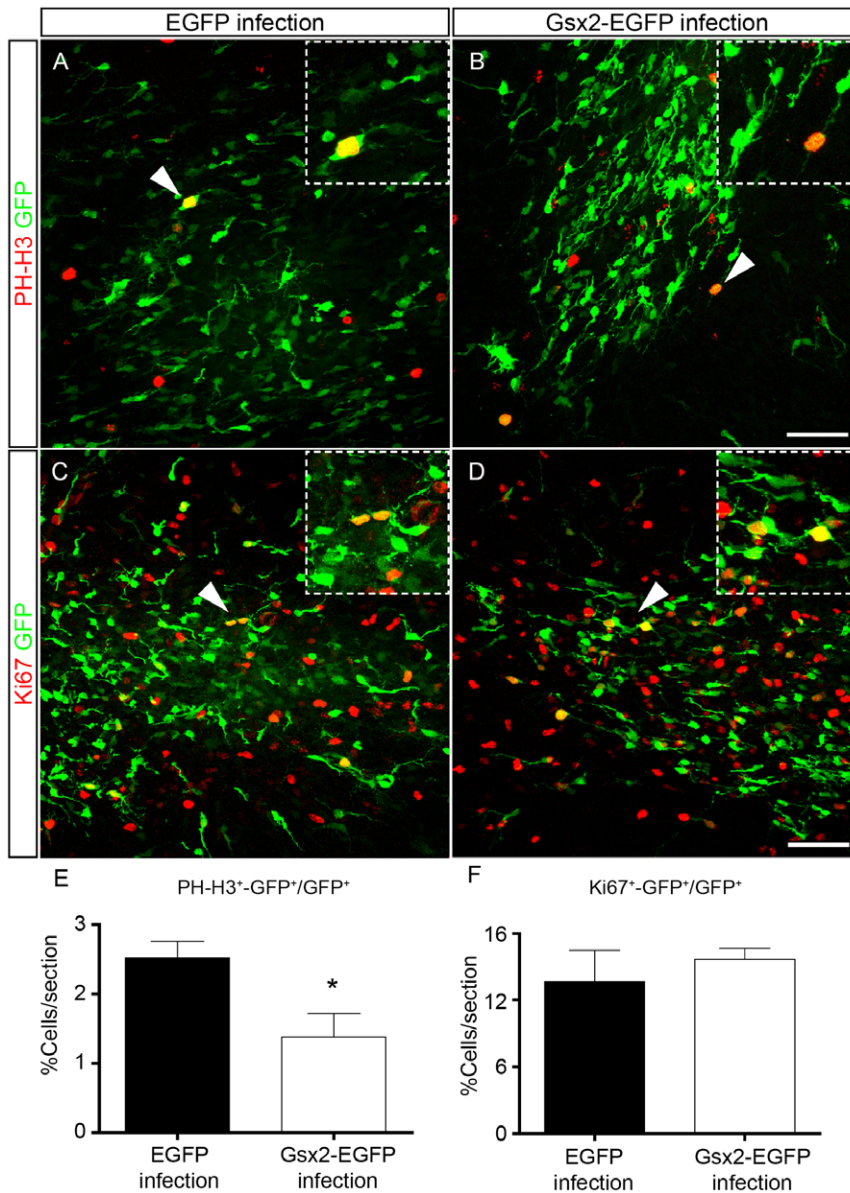 EGFP infection
Gsx2-EGFP infection
PH-H3 GFP
A
B
Ki67 GFP
C
D
E
PH-H3⁺-GFP⁺/GFP⁺
%Cells/section
3
2
1
0
EGFP
infection
*
Gsx2-EGFP
infection
F
Ki67⁺-GFP⁺/GFP⁺
%Cells/section
16
12
6
0
EGFP
infection
Gsx2-EGFP
infection